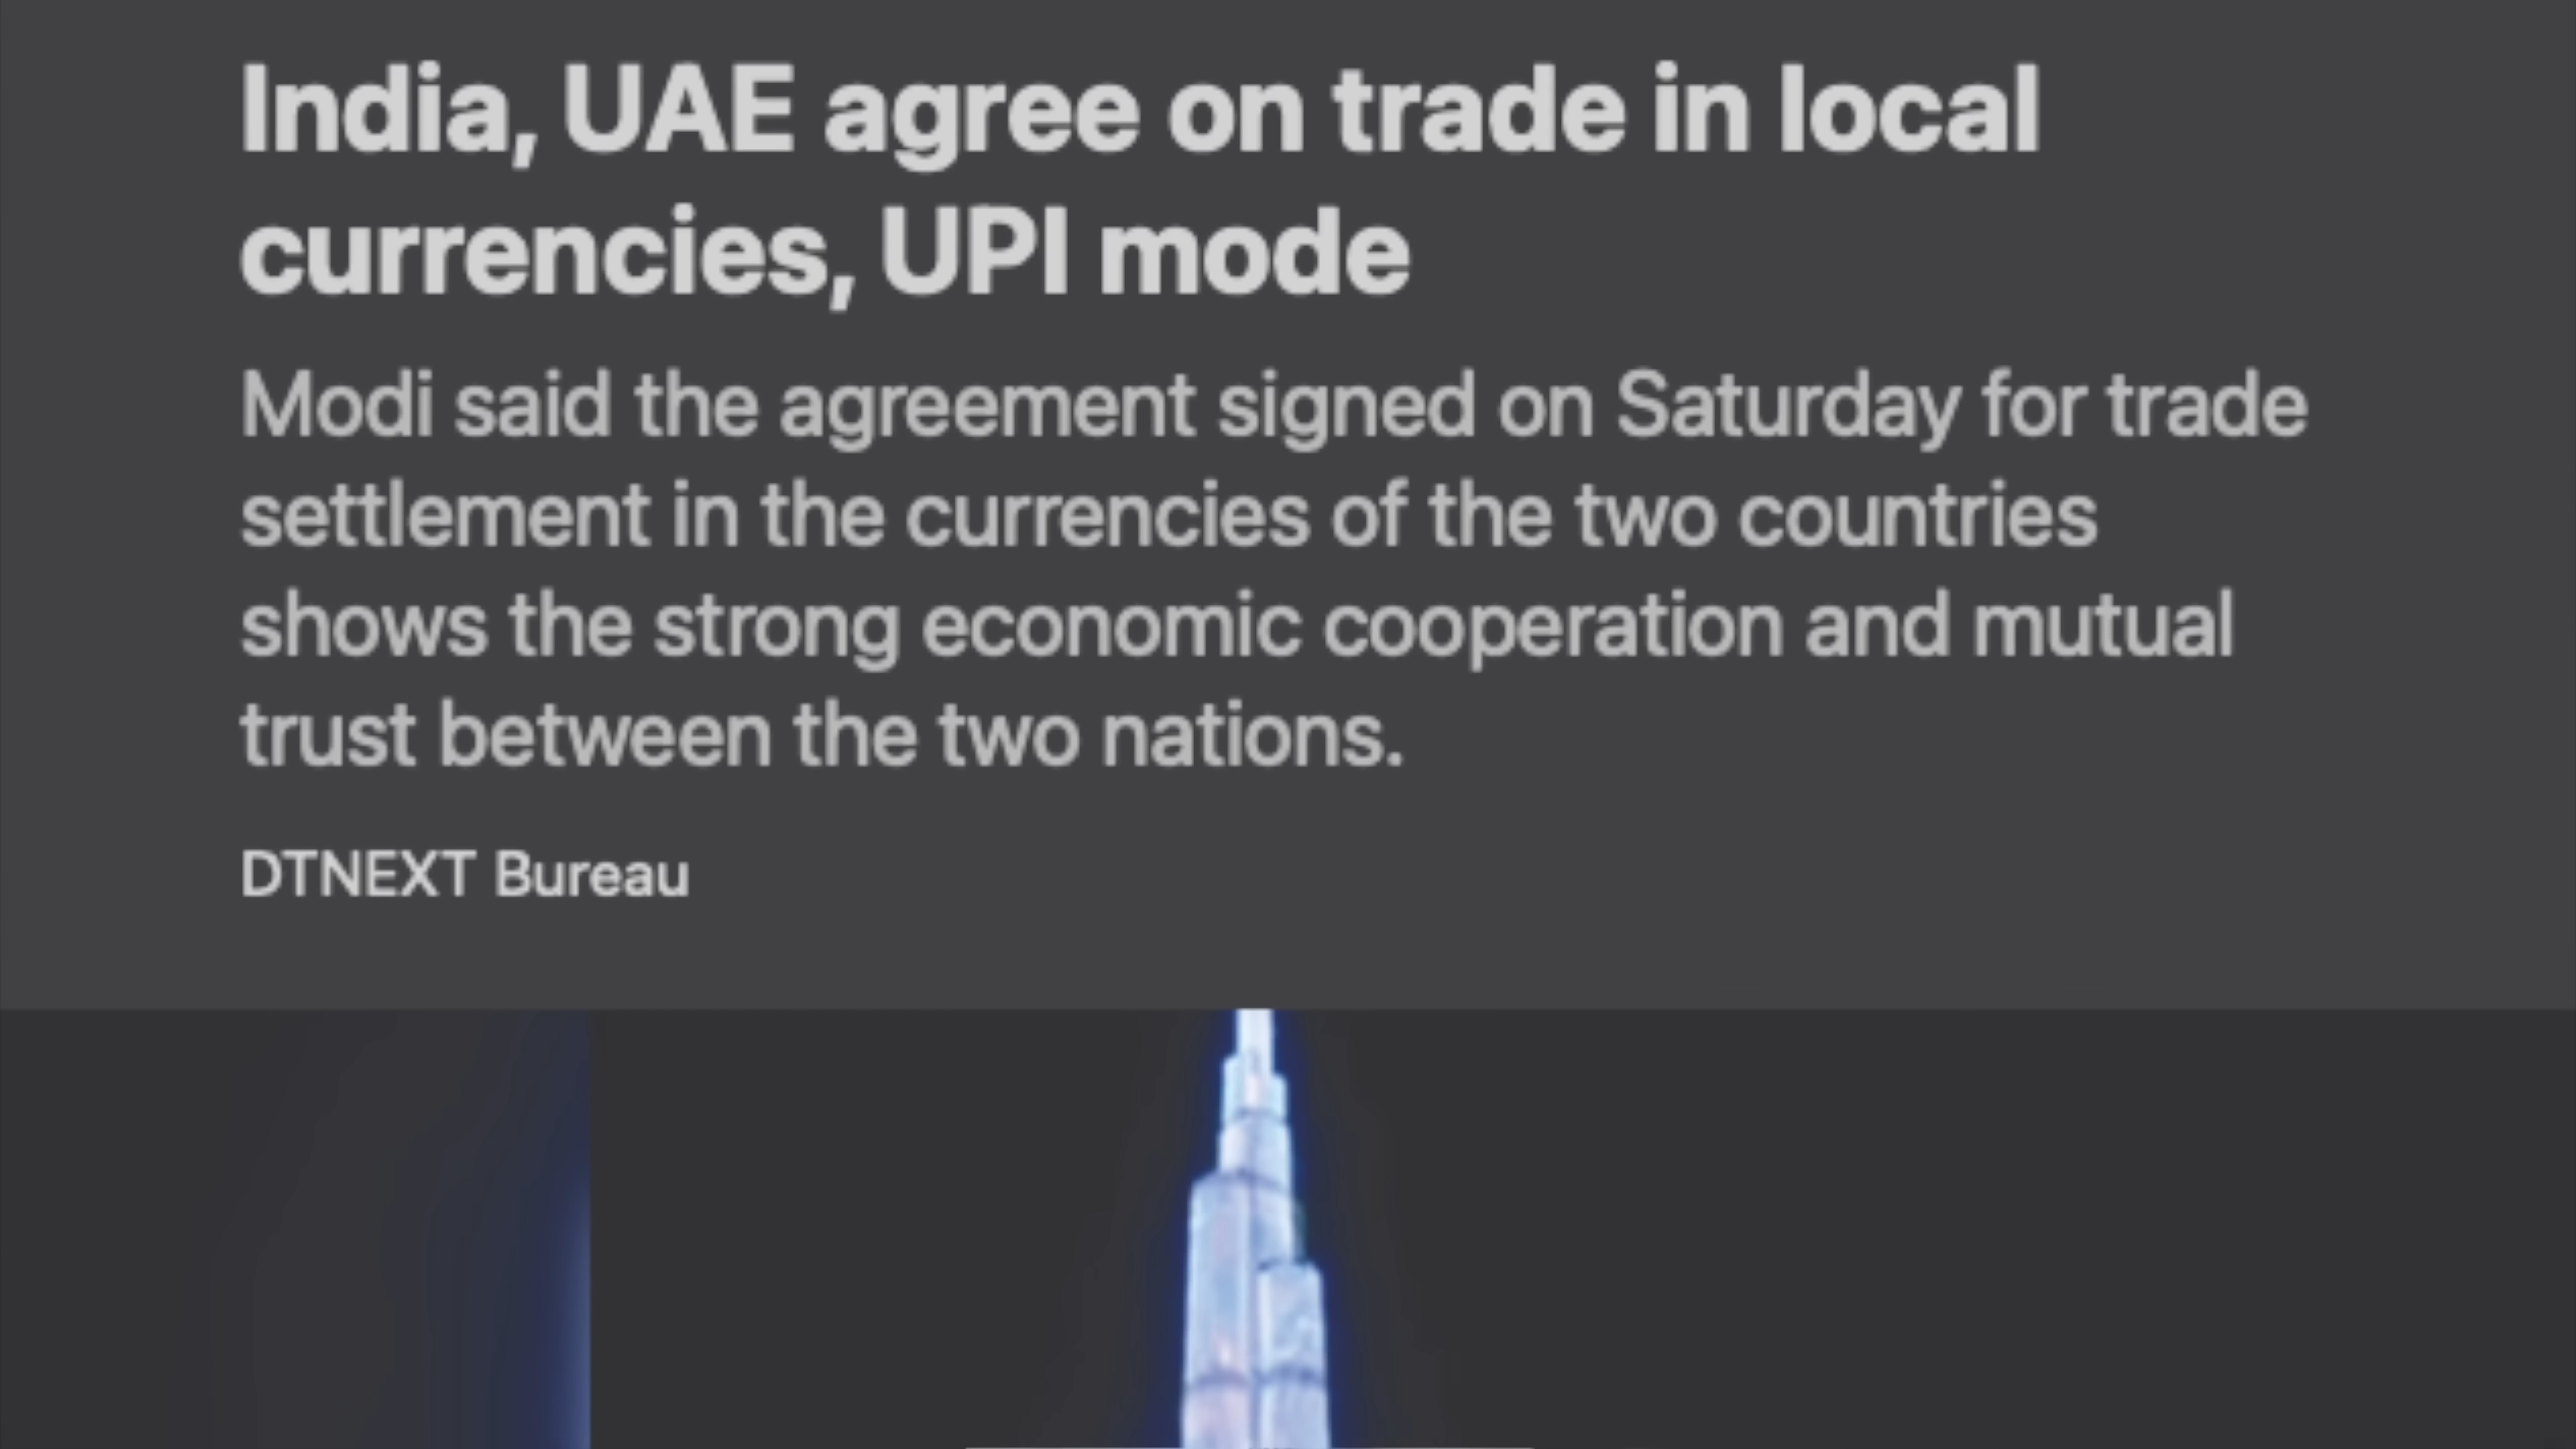 India, UAE agree on trade in local
currencies, UPI mode
Modi said the agreement signed on Saturday for trade
settlement in the currencies of the two countries
shows the strong economic cooperation and mutual
trust between the two nations.
DTNEXT Bureau